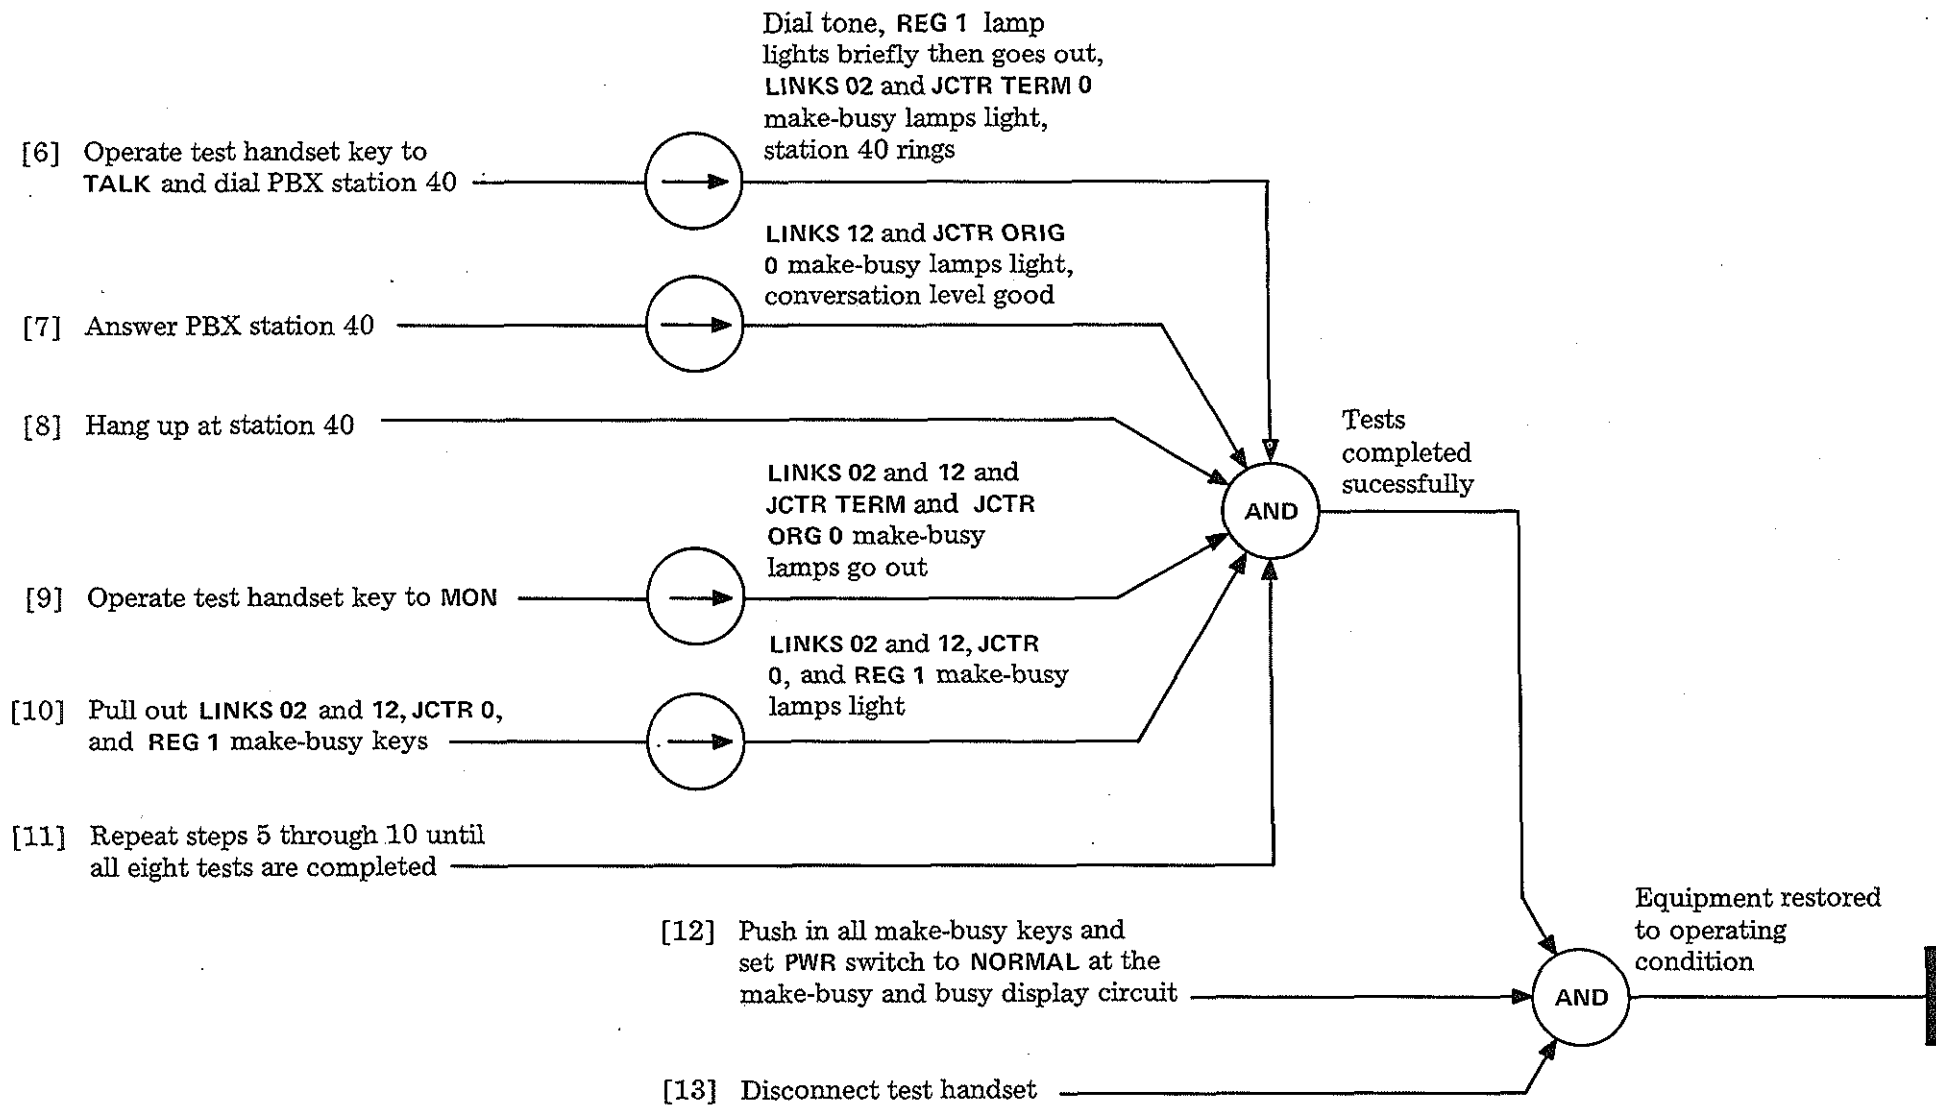 Dial tone, REG 1 lamp
lights briefly then goes out,
LINKS 02 and JCTR TERM 0
make-busy lamps light,
station 40 rings
[6] Operate test handset key to
TALK and dial PBX station 40
LINKS 12 and JCTR ORIG
0 make-busy lamps light,
conversation level good
[7] Answer PBX station 40
[8] Hang up at station 40
Tests
completed
sucessfully
LINKS 02 and 12 and
JCTR TERM and JCTR
ORG 0 make-busy
lamps go out
AND
[9] Operate test handset key to MON
LINKS 02 and 12, JCTR
0, and REG 1 make-busy
lamps light
[10] Pull out LINKS 02 and 12, JCTR 0,
and REG 1 make-busy keys
[11] Repeat steps 5 through 10 until
all eight tests are completed
[12] Push in all make-busy keys and
set PWR switch to NORMAL at the
make-busy and busy display circuit
Equipment restored
to operating
condition
AND
[13] Disconnect test handset